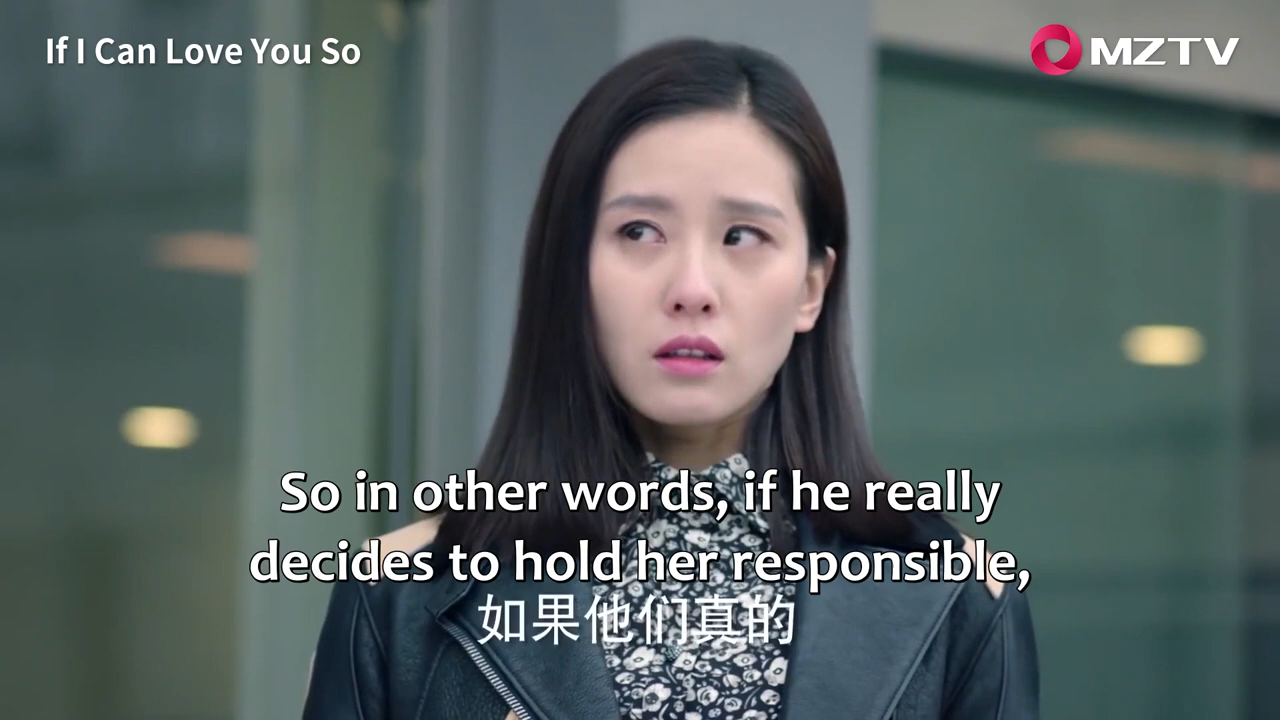 If I Can Love You So
MZTV
So in other words, if he really
decides to hold her responsible,
如果他们真的